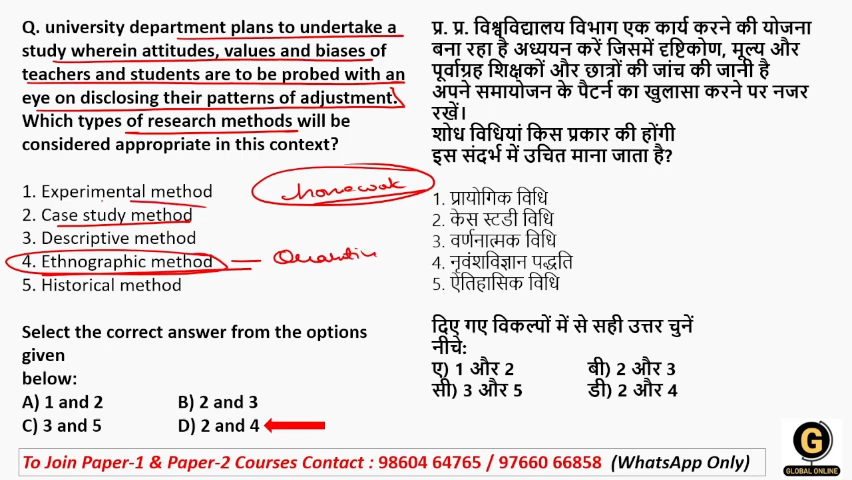 Q. university department plans to undertake a
study wherein attitudes, values and biases of
teachers and students are to be probed with an
eye on disclosing their patterns of adjustment.
Which types of research methods will be
considered appropriate in this context?
1. Experimental method
2. Case study method
3. Descriptive method
4. Ethnographic method
5. Historical method
Select the correct answer from the options
given
below:
A) 1 and 2 B) 2 and 3
C) 3 and 5 D) 2 and 4
प्र. प्र. विश्वविद्यालय विभाग एक कार्य करने की योजना
बना रहा है अध्ययन करें जिसमें दृष्टिकोण, मूल्य और
पूर्वाग्रह शिक्षकों और छात्रों की जांच की जानी है
अपने समायोजन के पैटर्न का खुलासा करने पर नजर
रखें।
शोध विधियां किस प्रकार की होंगी
इस संदर्भ में उचित माना जाता है?
1. प्रायोगिक विधि
2. केस स्टडी विधि
3. वर्णनात्मक विधि
4. नृवंशविज्ञान पद्धति
5. ऐतिहासिक विधि
दिए गए विकल्पों में से सही उत्तर चुनें
नीचे:
ए) 1 और 2 बी) 2 और 3
सी) 3 और 5 डी) 2 और 4
To Join Paper-1 & Paper-2 Courses Contact : 98604 64765 / 97660 66858 (WhatsApp Only)
G
GLOBAL ONLINE